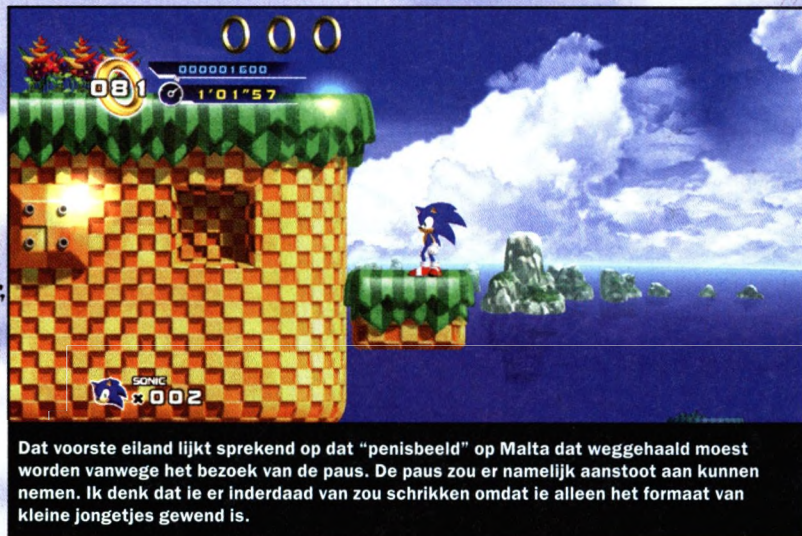 000
081
000001600
1'01"57
SONIC
×002
Dat voorste eiland lijkt sprekend op dat “penisbeeld” op Malta dat weggehaald moest
worden vanwege het bezoek van de paus. De paus zou er namelijk aanstoot aan kunnen
nemen. Ik denk dat ie er inderdaad van zou schrikken omdat ie alleen het formaat van
kleine jongetjes gewend is.